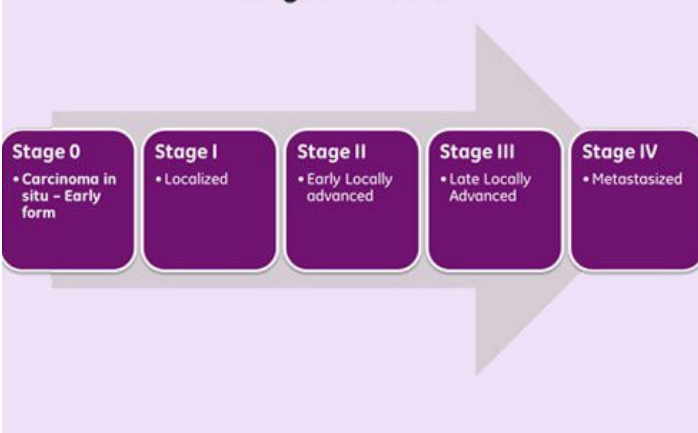 Stage 0
• Carcinoma in
situ – Early
form
Stage I
• Localized
Stage II
• Early Locally
advanced
Stage III
• Late Locally
Advanced
Stage IV
• Metastasized